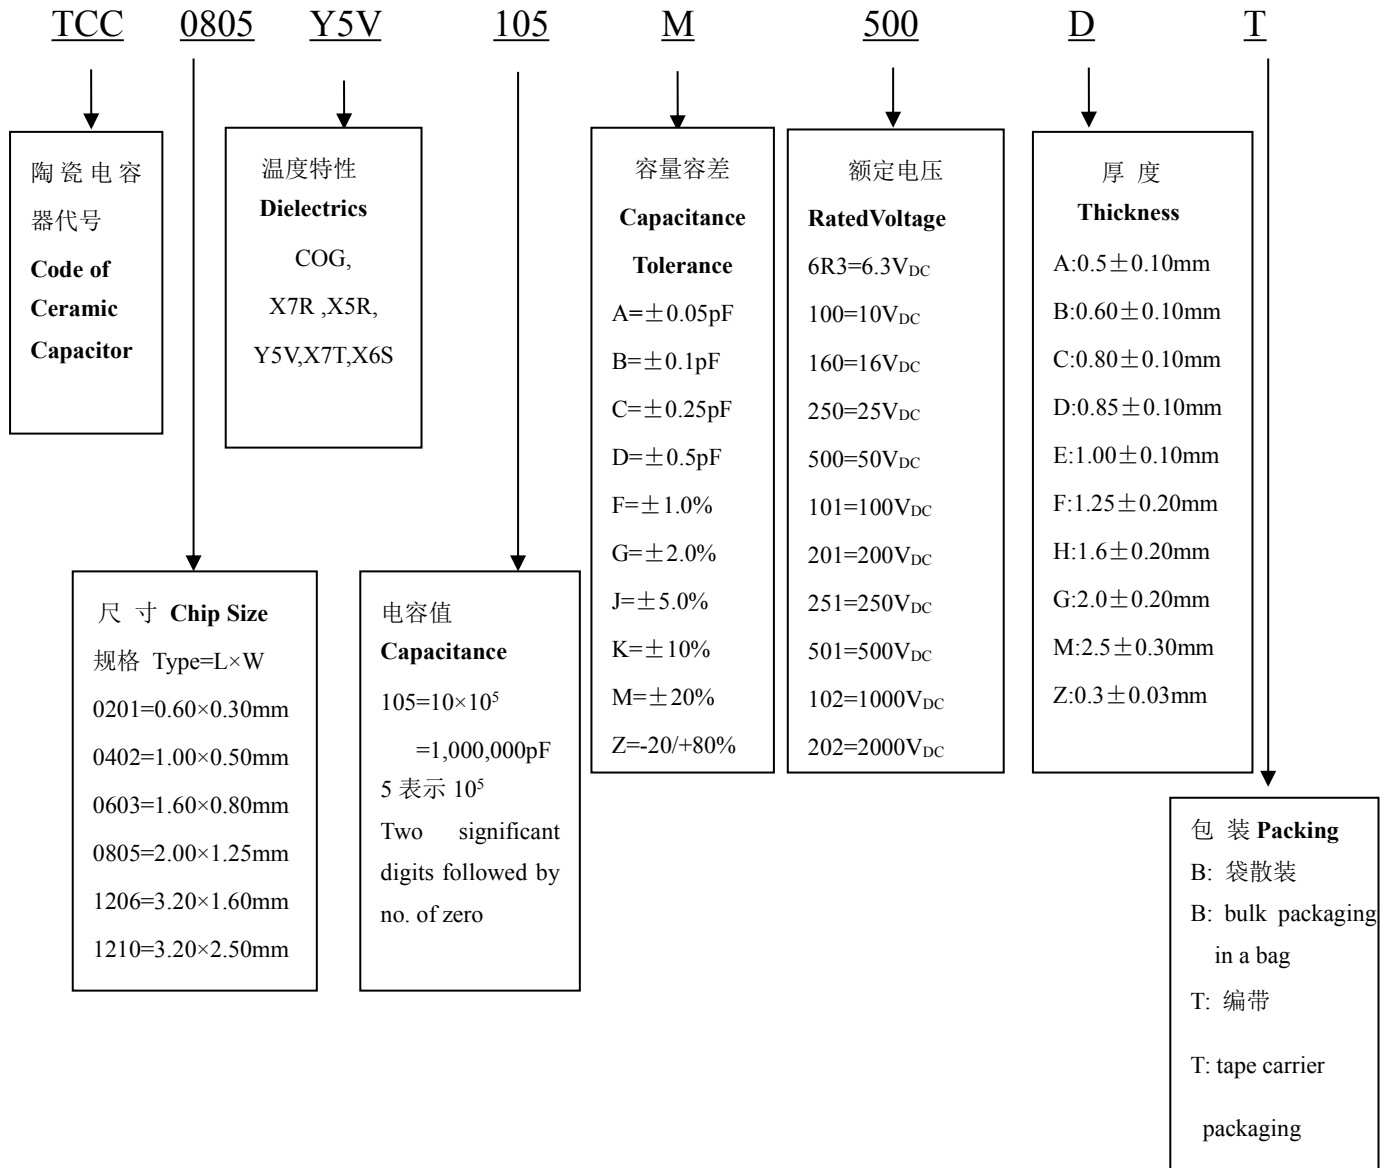 TCC 0805 Y5V 105 M 500 D T
陶瓷电容
器代号
Code of
Ceramic
Capacitor
温度特性
Dielectrics
COG,
X7R ,X5R,
Y5V,X7T,X6S
容量容差
Capacitance
Tolerance
A=±0.05pF
B=±0.1pF
C=±0.25pF
D=±0.5pF
F=±1.0%
G=±2.0%
J=±5.0%
K=±10%
M=±20%
Z=-20/+80%
额定电压
RatedVoltage
6R3=6.3VDC
100=10VDC
160=16VDC
250=25VDC
500=50VDC
101=100VDC
201=200VDC
251=250VDC
501=500VDC
102=1000VDC
202=2000VDC
厚 度
Thickness
A:0.5±0.10mm
B:0.60±0.10mm
C:0.80±0.10mm
D:0.85±0.10mm
E:1.00±0.10mm
F:1.25±0.20mm
H:1.6±0.20mm
G:2.0±0.20mm
M:2.5±0.30mm
Z:0.3±0.03mm
尺 寸 Chip Size
规格 Type=L×W
0201=0.60×0.30mm
0402=1.00×0.50mm
0603=1.60×0.80mm
0805=2.00×1.25mm
1206=3.20×1.60mm
1210=3.20×2.50mm
电容值
Capacitance
105=10×10⁵
=1,000,000pF
5 表示 10⁵
Two significant
digits followed by
no. of zero
包 装 Packing
B: 袋散装
B: bulk packaging
in a bag
T: 编带
T: tape carrier
packaging